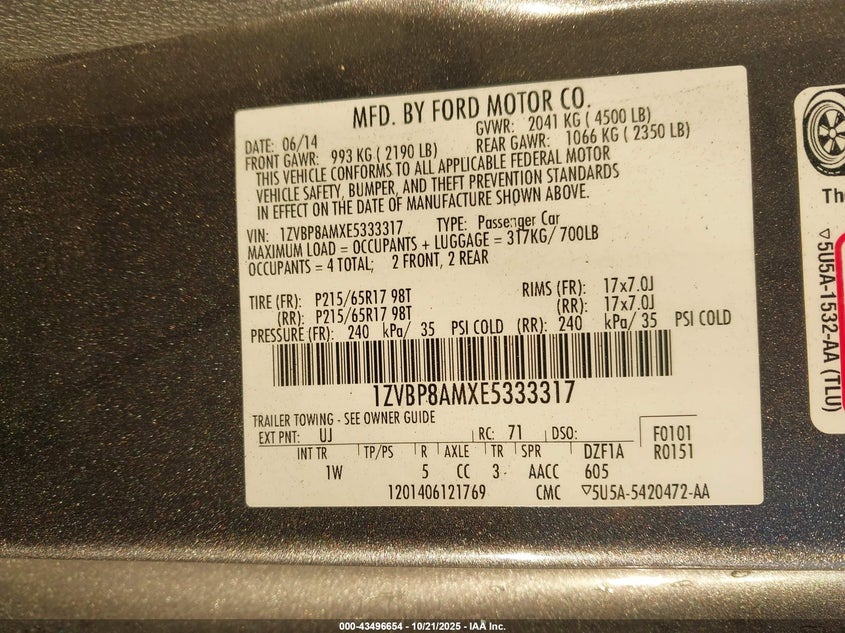 MFD. BY FORD MOTOR CO.
DATE: 06/14 GVWR: 2041 KG ( 4500 LB)
FRONT GAWR: 993 KG ( 2190 LB) REAR GAWR: 1066 KG ( 2350 LB)
THIS VEHICLE CONFORMS TO ALL APPLICABLE FEDERAL MOTOR
VEHICLE SAFETY, BUMPER, AND THEFT PREVENTION STANDARDS
IN EFFECT ON THE DATE OF MANUFACTURE SHOWN ABOVE.
VIN: 1ZVBP8AMXE5333317 TYPE: Passenger Car
MAXIMUM LOAD = OCCUPANTS + LUGGAGE = 317KG/ 700LB
OCCUPANTS = 4 TOTAL; 2 FRONT, 2 REAR
TIRE (FR): P215/65R17 98T RIMS (FR): 17x7.0J
(RR): P215/65R17 98T (RR): 17x7.0J
PRESSURE (FR): 240 kPa/ 35 PSI COLD (RR): 240 kPa/ 35 PSI COLD
1ZVBP8AMXE5333317
TRAILER TOWING - SEE OWNER GUIDE
EXT PNT: UJ RC: 71 DSO: F0101
INT TR TP/PS R AXLE TR SPR DZF1A R0151
1W 5 CC 3 AACC 605
1201406121769 CMC ▽5U5A-5420472-AA
▽5U5A-1532-AA (TLU)
000-43496654 - 10/21/2025 - IAA Inc.